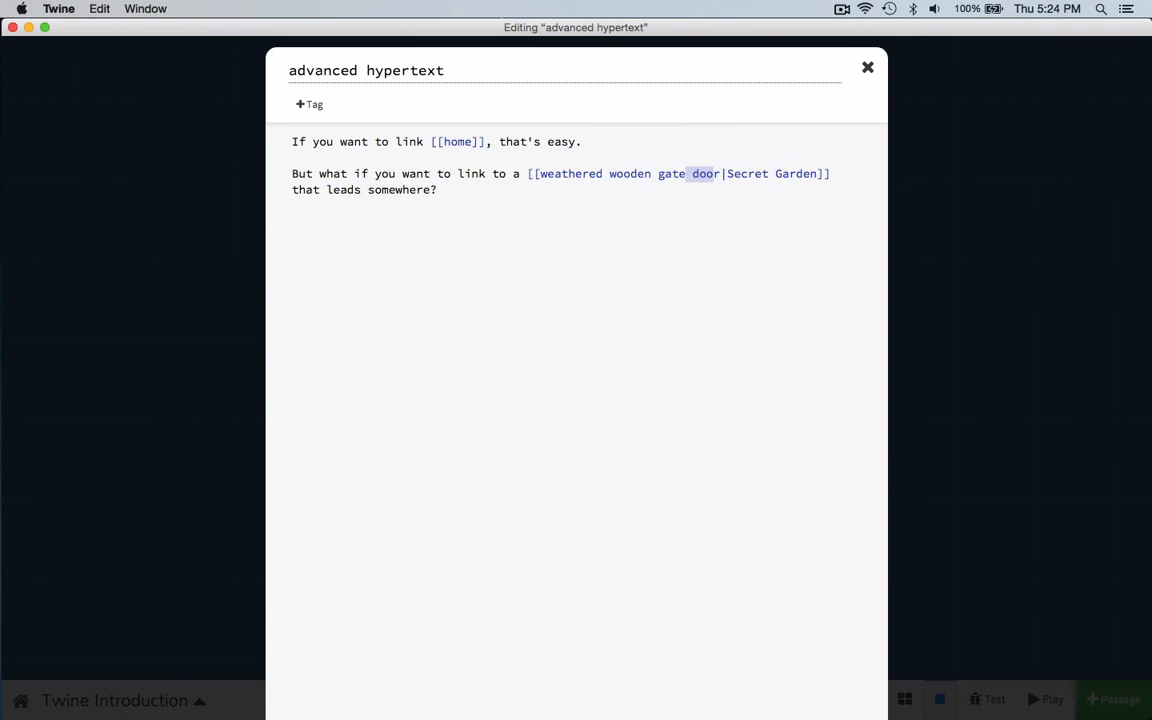 Twine Edit Window 100% Thu 5:24 PM
Editing “advanced hypertext”
advanced hypertext
+Tag
If you want to link [[home]], that's easy.
But what if you want to link to a [[weathered wooden gate door|Secret Garden]]
that leads somewhere?
Twine Introduction Test Play +Passage